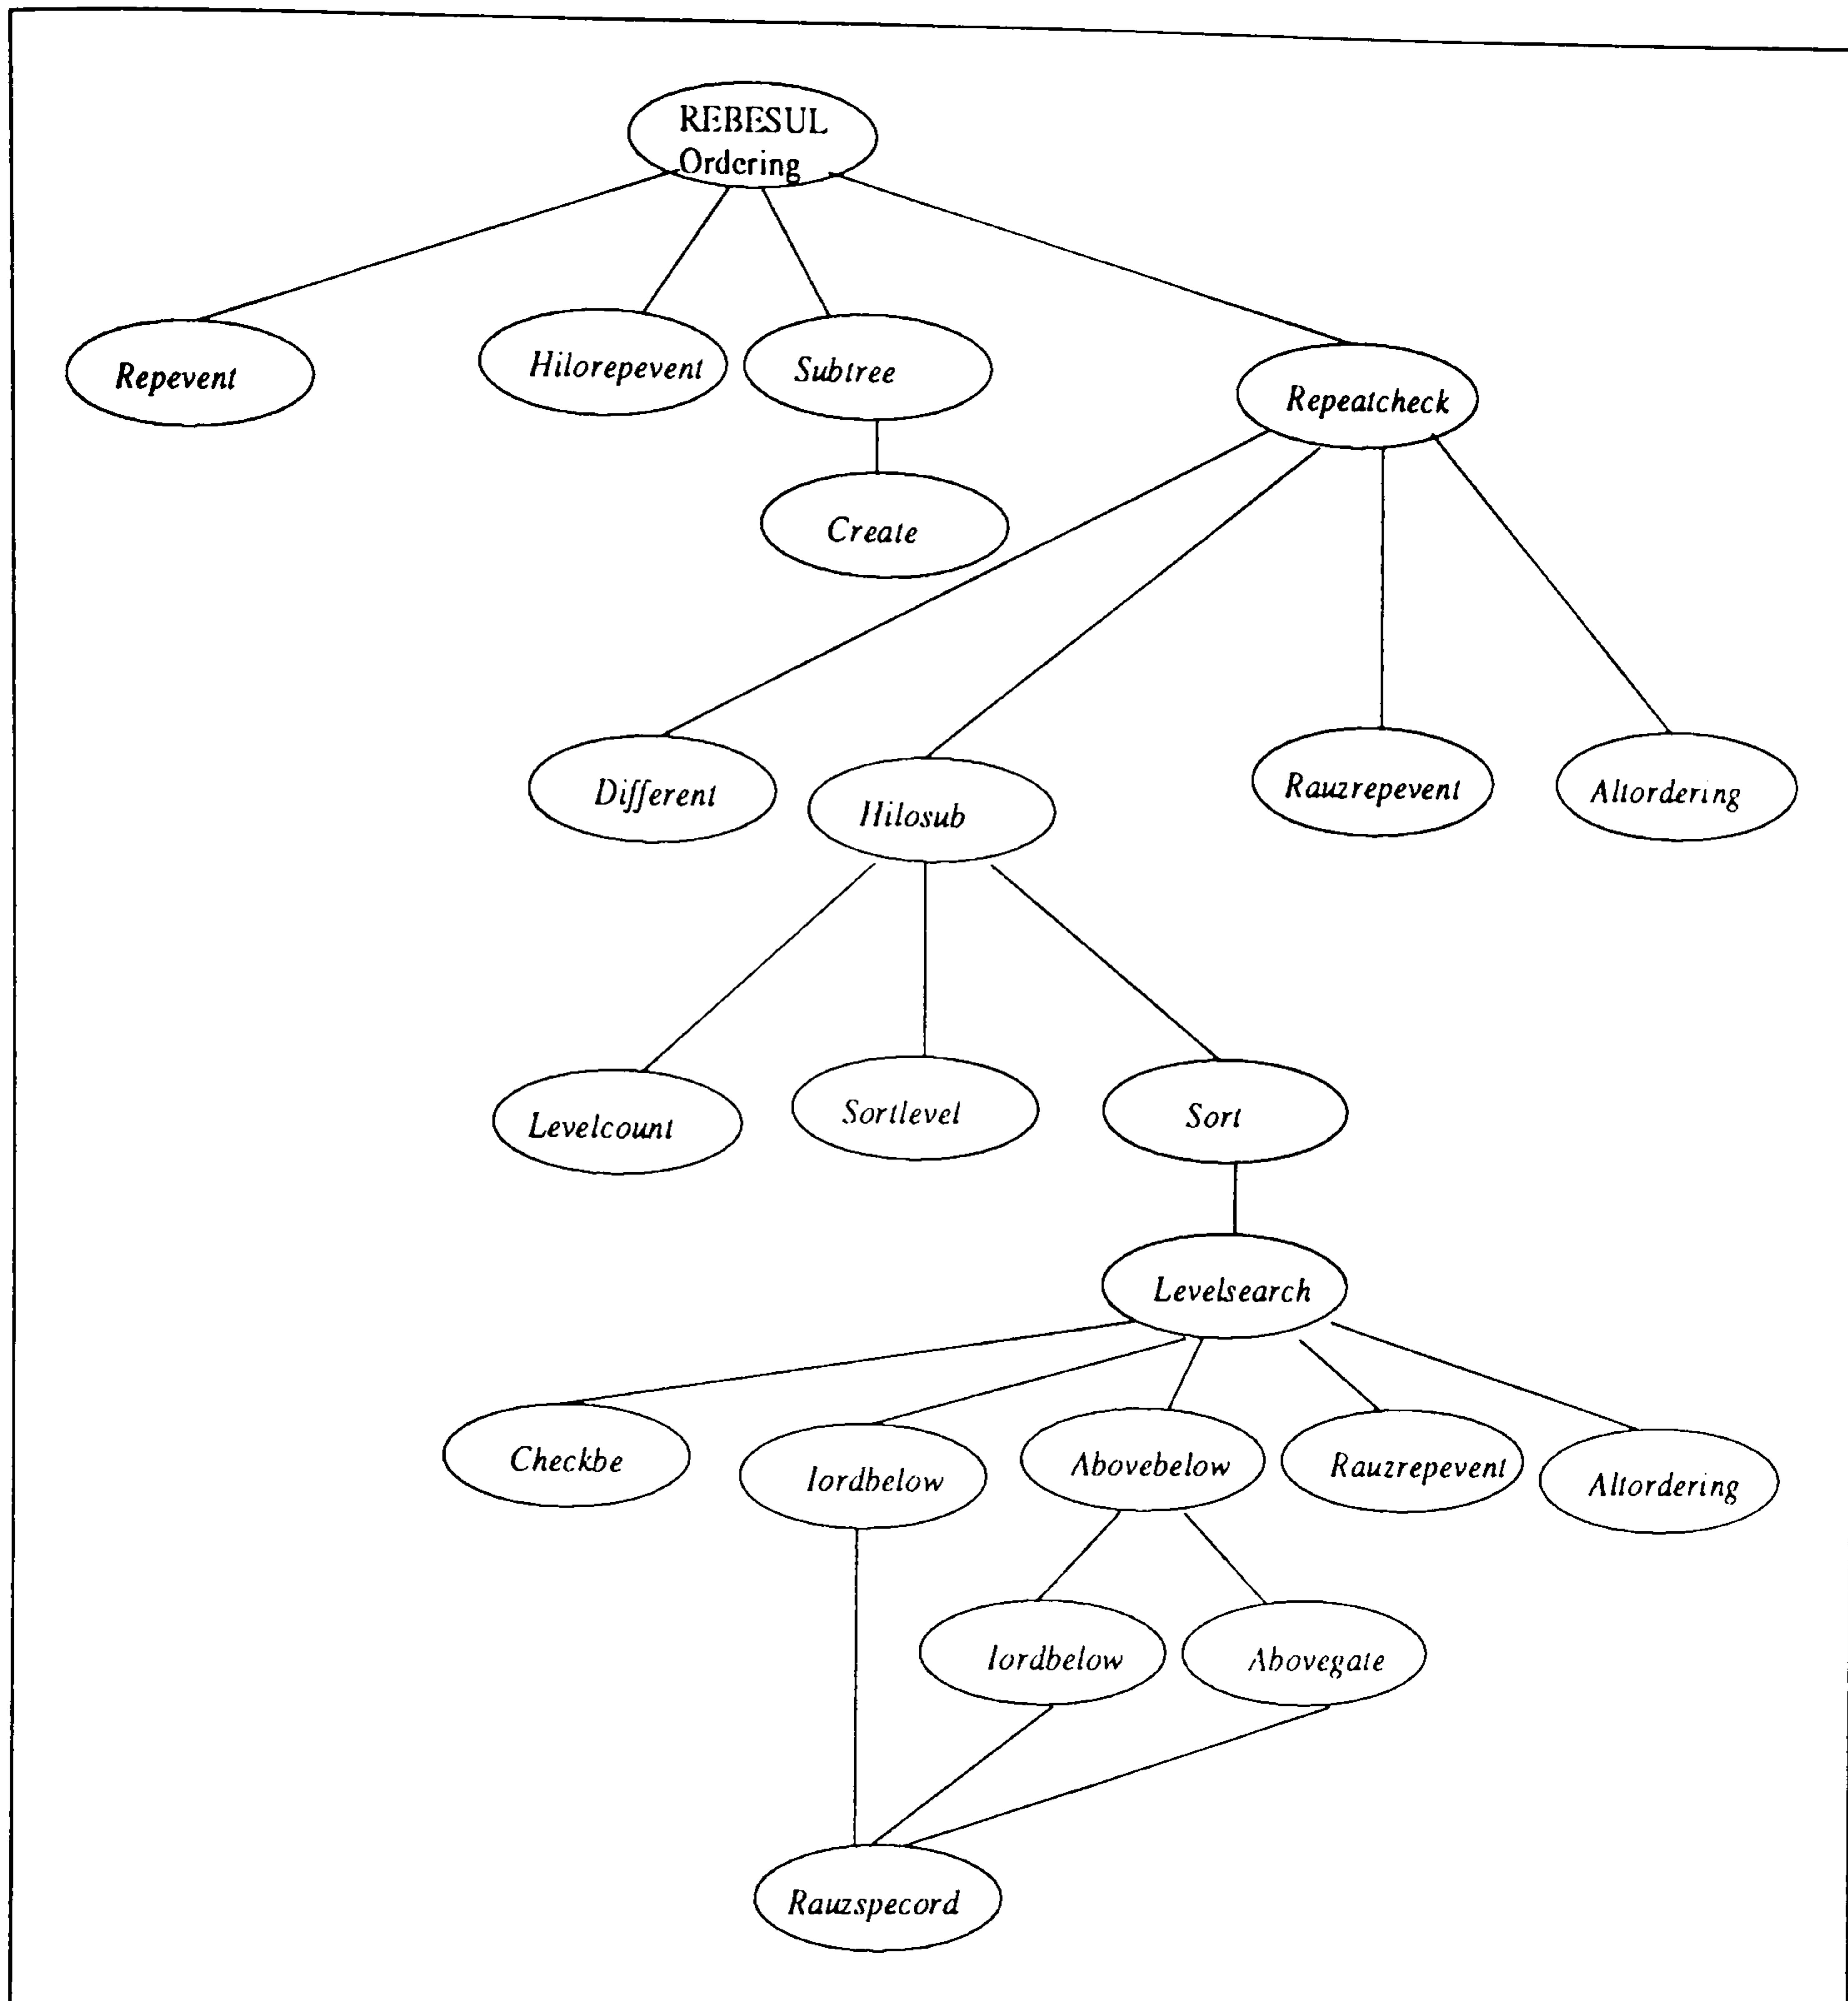 REBESUL
Ordering
Repevent
Hilorepevent
Subtree
Repeatcheck
Create
Different
Hilosub
Rauzrepevent
Altordering
Levelcount
Sortlevel
Sort
Levelsearch
Checkbe
Iordbelow
Abovebelow
Rauzrepevent
Altordering
Iordbelow
Abovegate
Rauzspecord